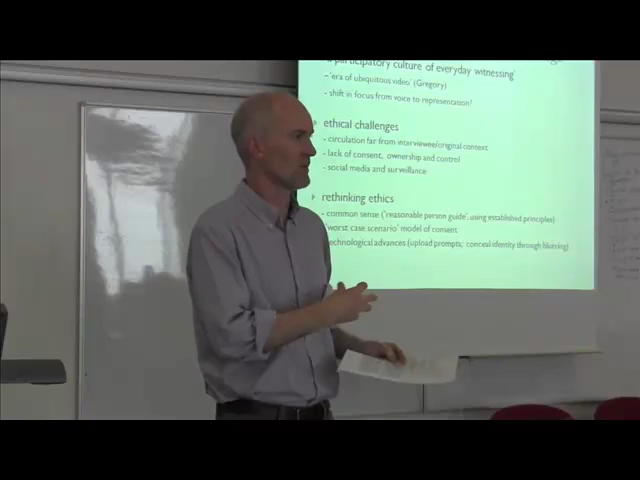 a participatory culture of everyday witnessing'
- 'era of ubiquitous video' (Gregory)
- shift in focus from voice to representation?
ethical challenges
- circulation far from interviewee/original context
- lack of consent, ownership and control
- social media and surveillance
rethinking ethics
- common sense ('reasonable person guide', using established principles)
'worst case scenario' model of consent
technological advances (upload prompts; conceal identity through blurring)